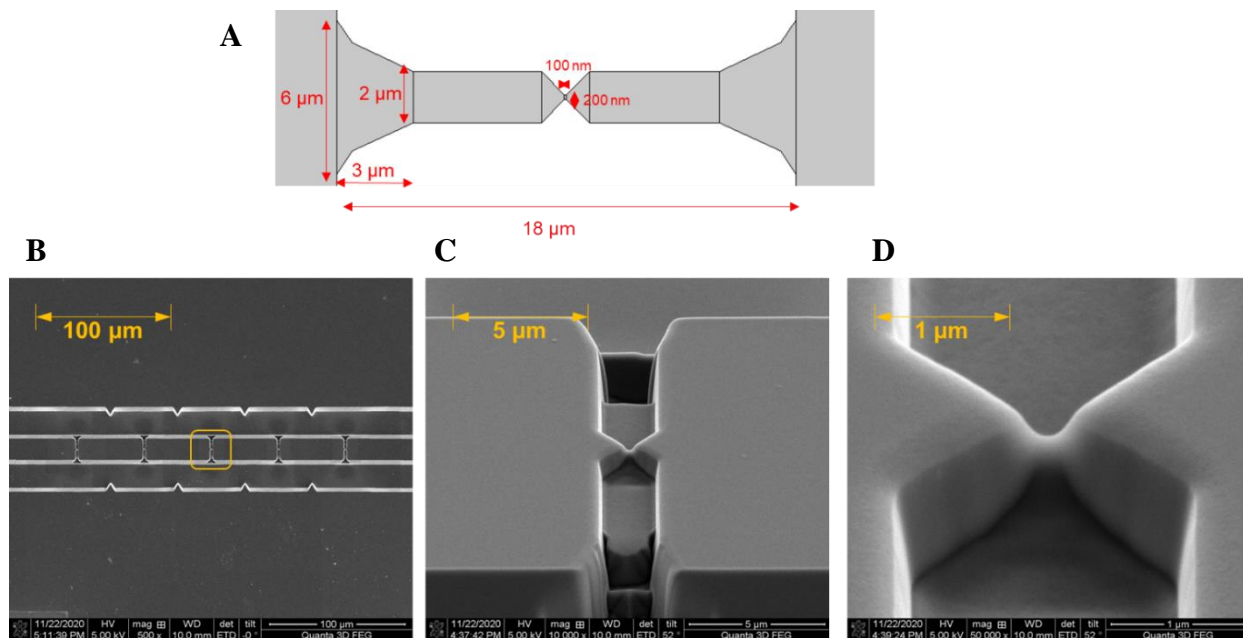 A
100 nm
6 µm
2 µm
200 nm
3 µm
18 µm
B
C
D
100 µm
5 µm
1 µm
11/22/2020 HV mag ⊞ WD det tilt
5:11:39 PM 5.00 kV 500 x 10.0 mm ETD -0 °
100 µm
Quanta 3D FEG
11/22/2020 HV mag ⊞ WD det tilt
4:37:42 PM 5.00 kV 10 000 x 10.0 mm ETD 52 °
5 µm
Quanta 3D FEG
11/22/2020 HV mag ⊞ WD det tilt
4:39:24 PM 5.00 kV 50 000 x 10.0 mm ETD 52 °
1 µm
Quanta 3D FEG